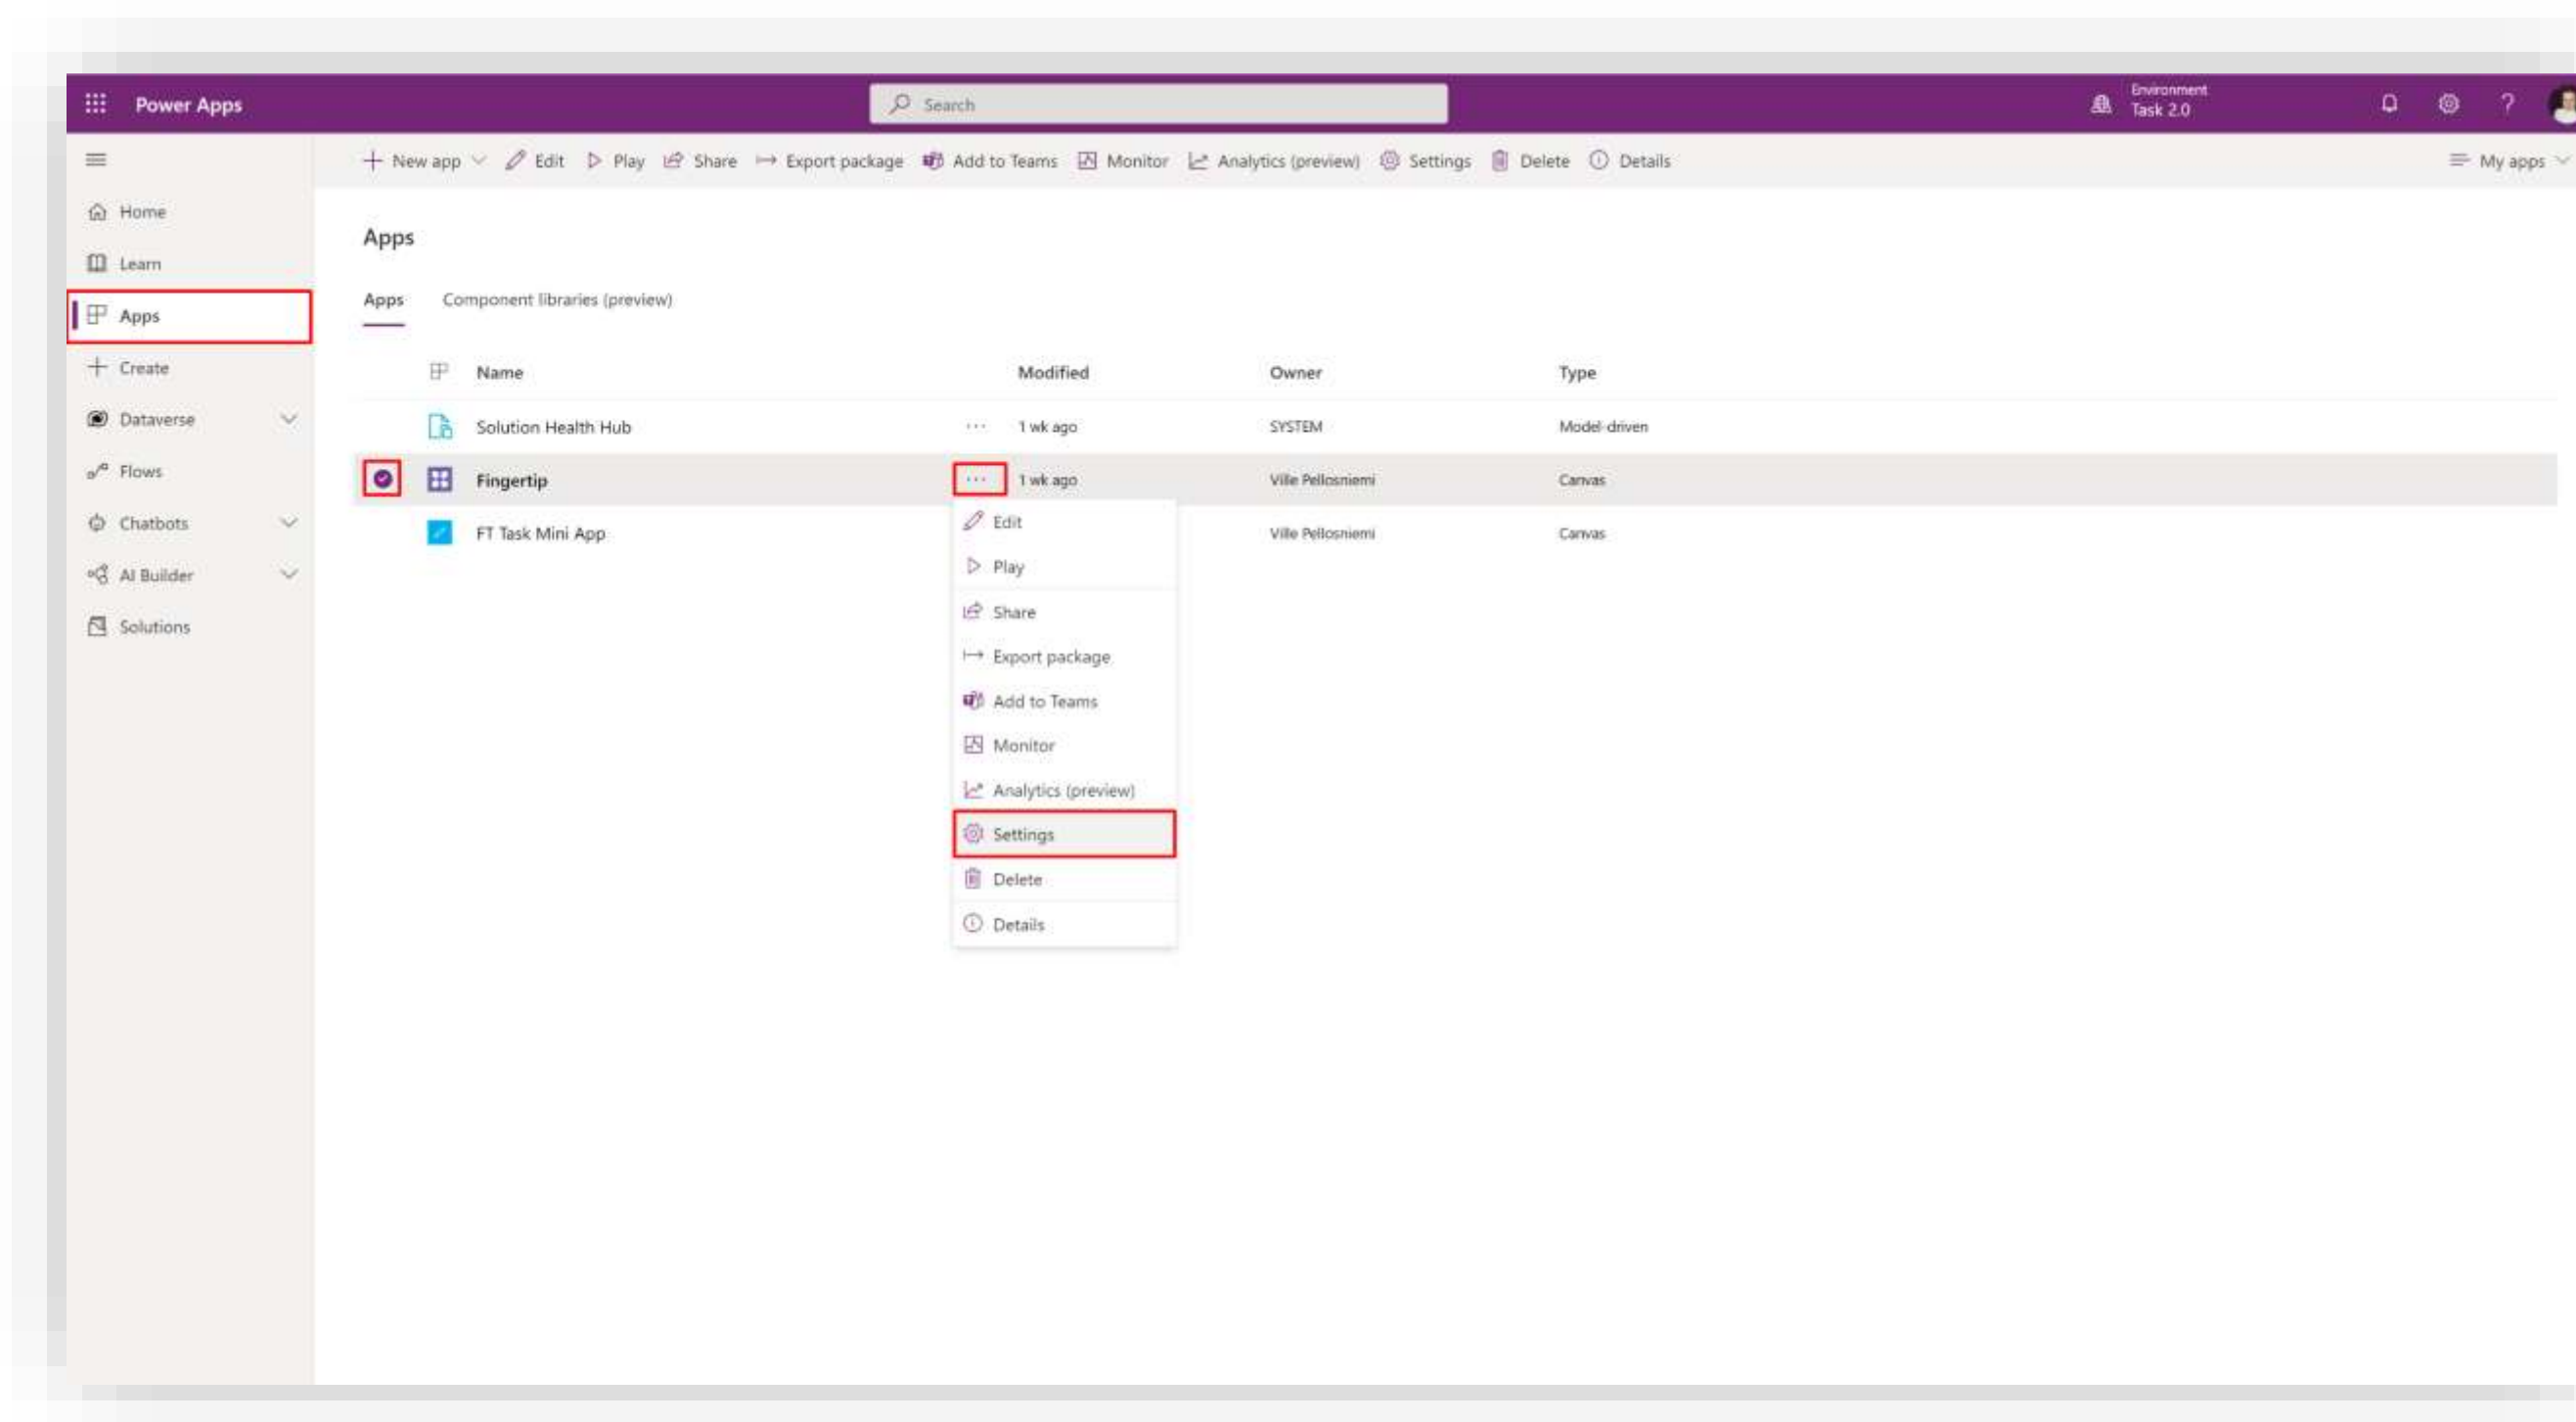 Power Apps
Search
Environment
Task 2.0
?
New app Edit Play Share Export package Add to Teams Monitor Analytics (preview) Settings Delete Details
My apps
Home
Learn
Apps
Create
Dataverse
Flows
Chatbots
AI Builder
Solutions
Apps
Apps Component libraries (preview)
Name Modified Owner Type
Solution Health Hub ... 1 wk ago SYSTEM Model-driven
Fingertip ... 1 wk ago Ville Pellosniemi Canvas
FT Task Mini App Ville Pellosniemi Canvas
Edit
Play
Share
Export package
Add to Teams
Monitor
Analytics (preview)
Settings
Delete
Details